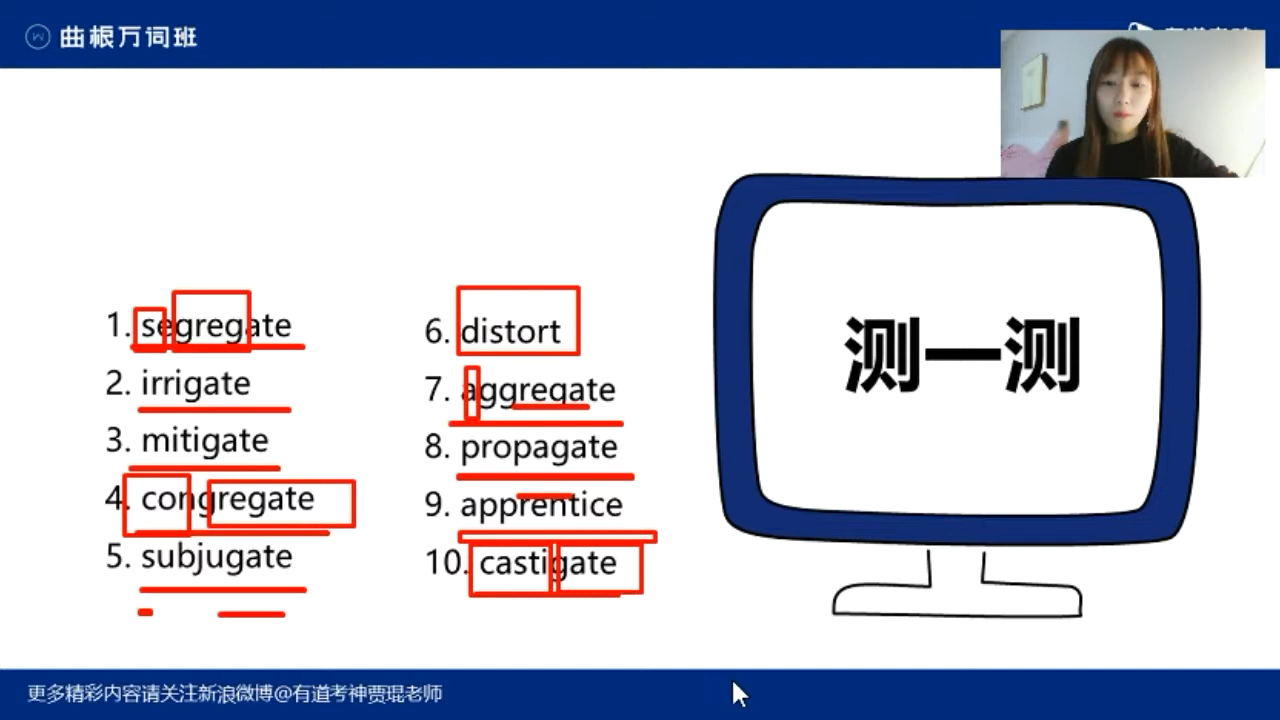 曲根万词班
1. segregate
2. irrigate
3. mitigate
4. congregate
5. subjugate
6. distort
7. aggregate
8. propagate
9. apprentice
10. castigate
测一测
更多精彩内容请关注新浪微博@有道考神贾琨老师